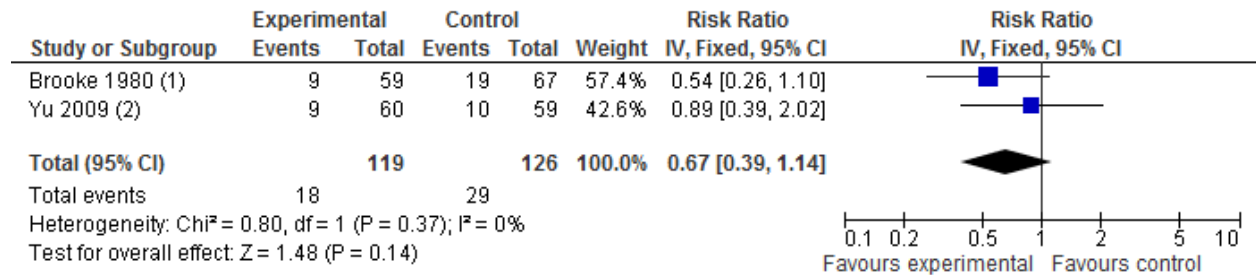 Experimental Control Risk Ratio Risk Ratio
Study or Subgroup Events Total Events Total Weight IV, Fixed, 95% CI IV, Fixed, 95% CI
Brooke 1980 (1) 9 59 19 67 57.4% 0.54 [0.26, 1.10]
Yu 2009 (2) 9 60 10 59 42.6% 0.89 [0.39, 2.02]
Total (95% CI) 119 126 100.0% 0.67 [0.39, 1.14]
Total events 18 29
Heterogeneity: Chi² = 0.80, df = 1 (P = 0.37); I² = 0%
Test for overall effect: Z = 1.48 (P = 0.14)
0.1 0.2 0.5 1 2 5 10
Favours experimental Favours control